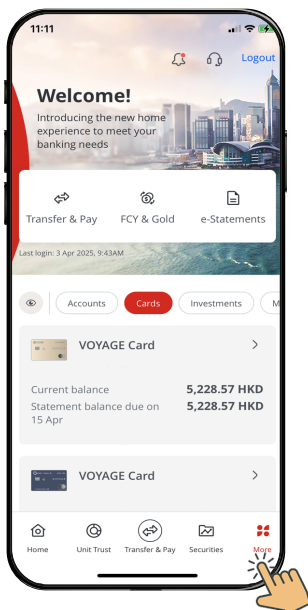 11:11
Logout
Welcome!
Introducing the new home
experience to meet your
banking needs
Transfer & Pay FCY & Gold e-Statements
Last login: 3 Apr 2025, 9:43AM
Accounts Cards Investments M
VOYAGE Card
Current balance 5,228.57 HKD
Statement balance due on 5,228.57 HKD
15 Apr
VOYAGE Card
Home Unit Trust Transfer & Pay Securities More